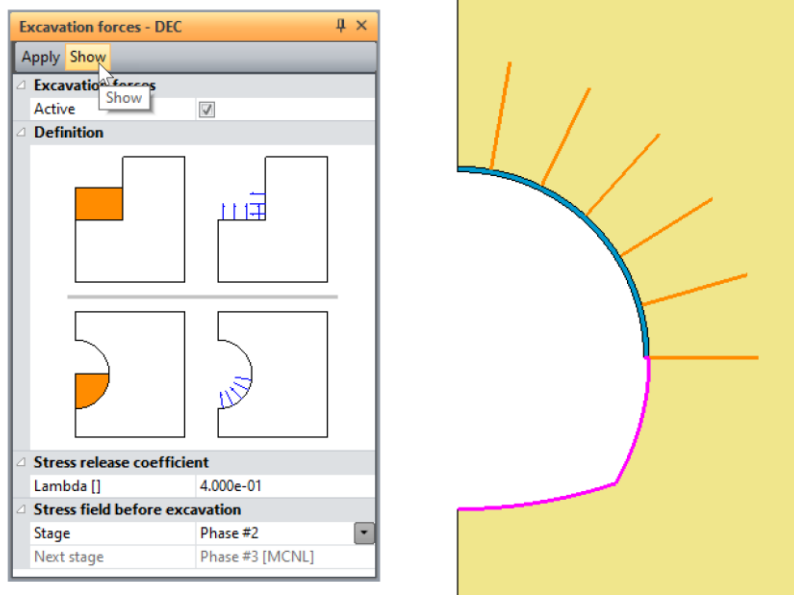 Excavation forces - DEC
Apply Show
Excavation forces
Show
Active
Definition
Stress release coefficient
Lambda [] 4.000e-01
Stress field before excavation
Stage Phase #2
Next stage Phase #3 [MCNL]